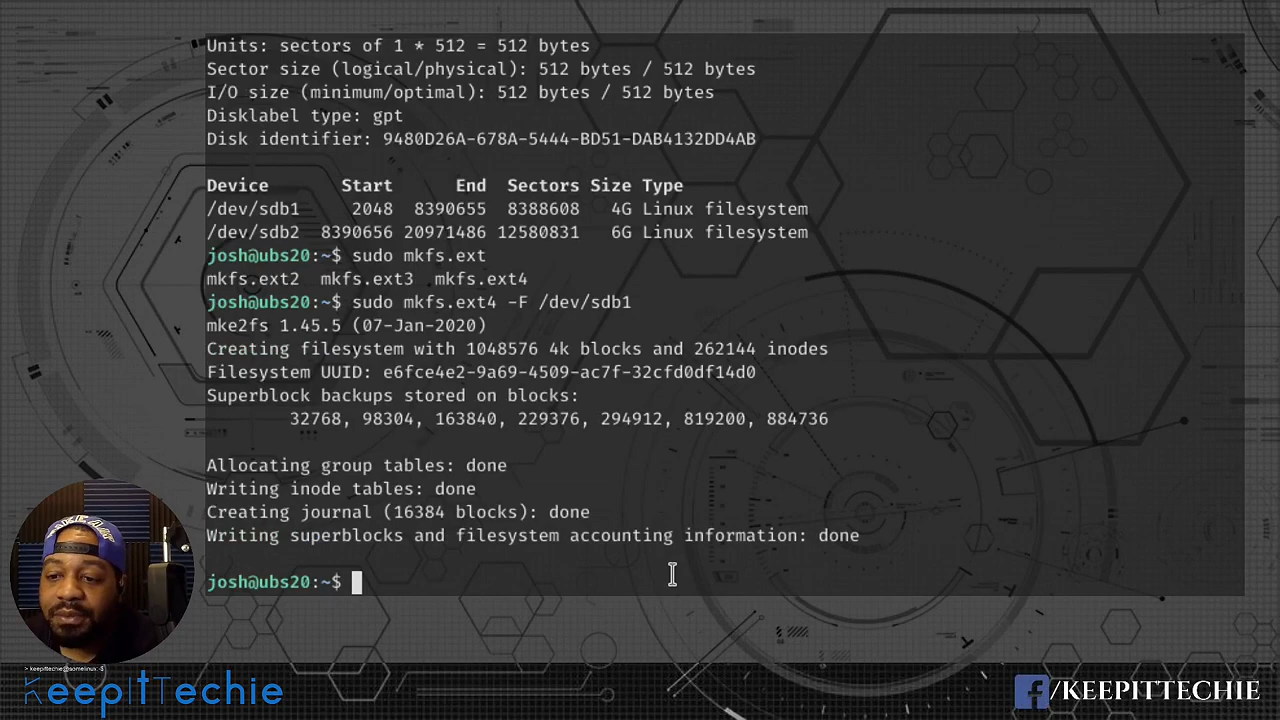 Units: sectors of 1 * 512 = 512 bytes
Sector size (logical/physical): 512 bytes / 512 bytes
I/O size (minimum/optimal): 512 bytes / 512 bytes
Disklabel type: gpt
Disk identifier: 9480D26A-678A-5444-BD51-DAB4132DD4AB
Device Start End Sectors Size Type
/dev/sdb1 2048 8390655 8388608 4G Linux filesystem
/dev/sdb2 8390656 20971486 12580831 6G Linux filesystem
josh@ubs20:~$ sudo mkfs.ext
mkfs.ext2 mkfs.ext3 mkfs.ext4
josh@ubs20:~$ sudo mkfs.ext4 -F /dev/sdb1
mke2fs 1.45.5 (07-Jan-2020)
Creating filesystem with 1048576 4k blocks and 262144 inodes
Filesystem UUID: e6fce4e2-9a69-4509-ac7f-32cfd0df14d0
Superblock backups stored on blocks:
32768, 98304, 163840, 229376, 294912, 819200, 884736
Allocating group tables: done
Writing inode tables: done
Creating journal (16384 blocks): done
Writing superblocks and filesystem accounting information: done
josh@ubs20:~$
> keepittechie@somelinux:~$
KeepItTechie
f/KEEPITTECHIE